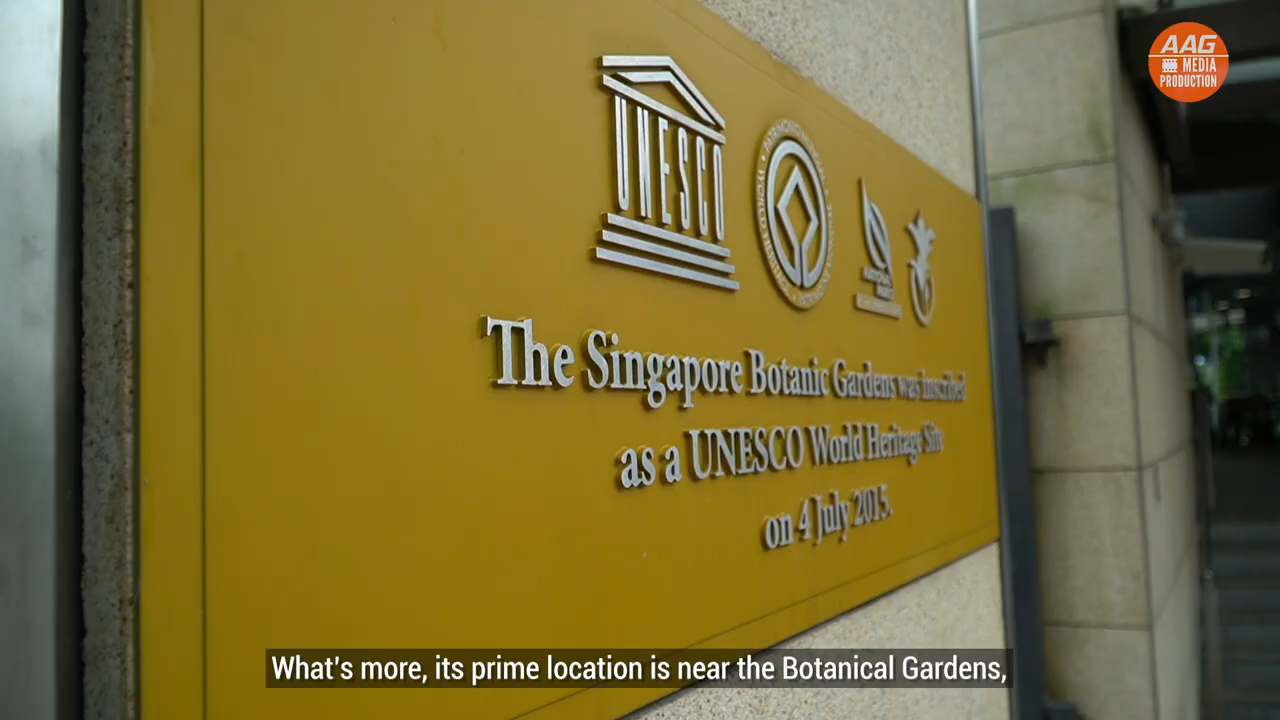 AAG
MEDIA
PRODUCTION
UNESCO
The Singapore Botanic Gardens was inscribed
as a UNESCO World Heritage Site
on 4 July 2015.
What's more, its prime location is near the Botanical Gardens,